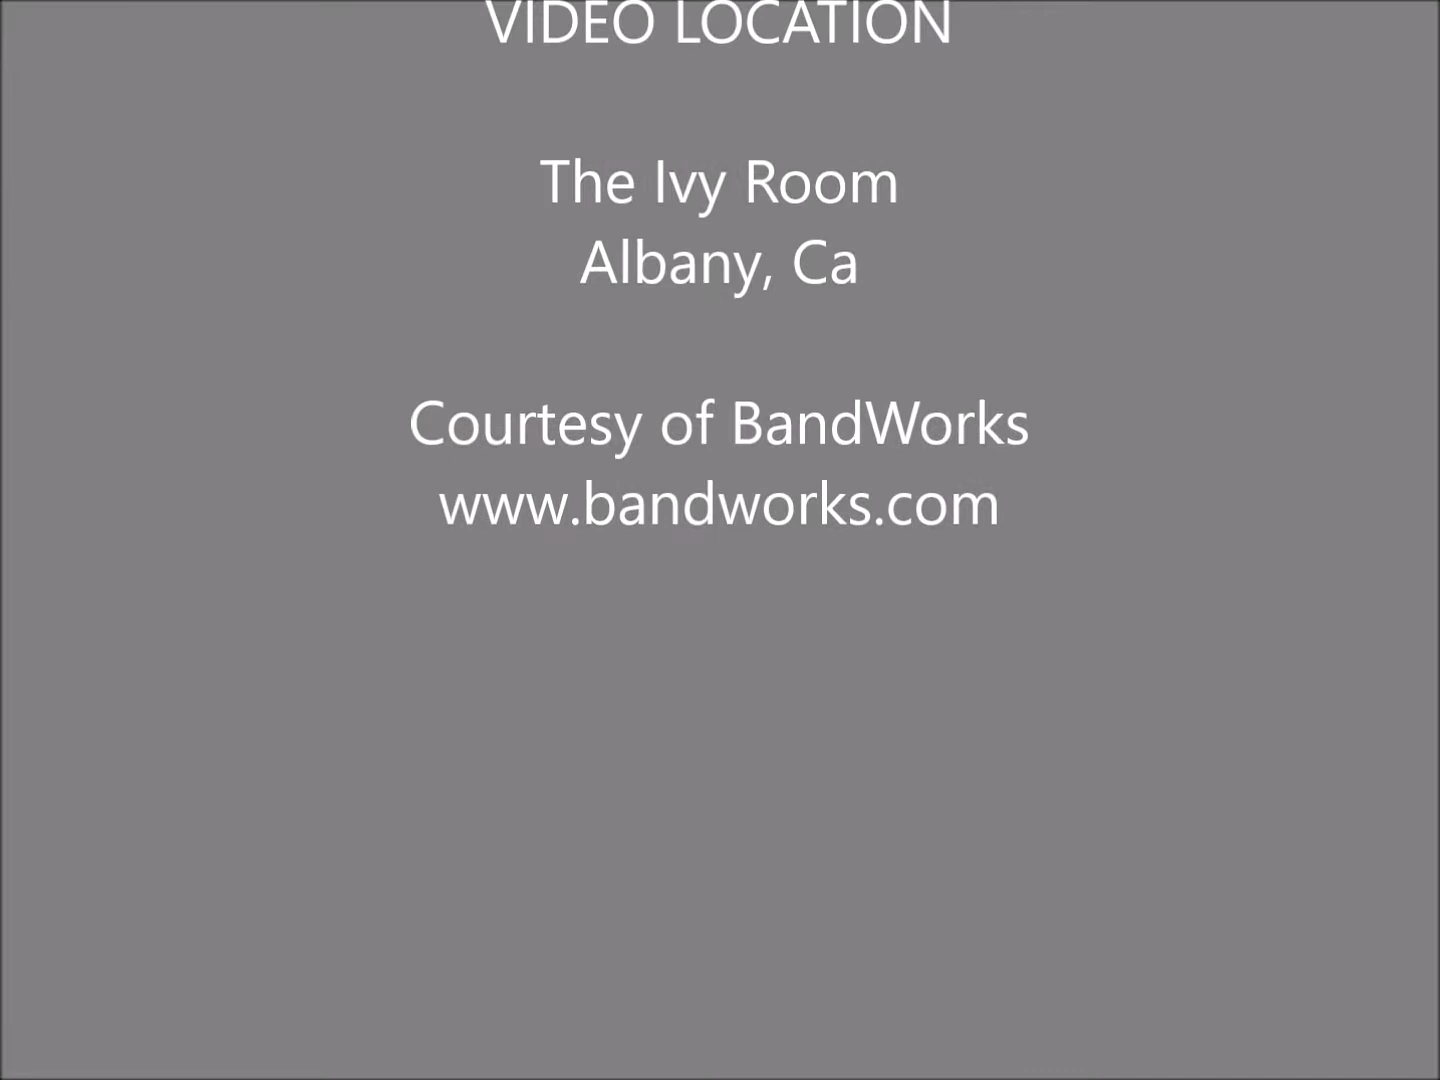 VIDEO LOCATION
The Ivy Room
Albany, Ca
Courtesy of BandWorks
www.bandworks.com